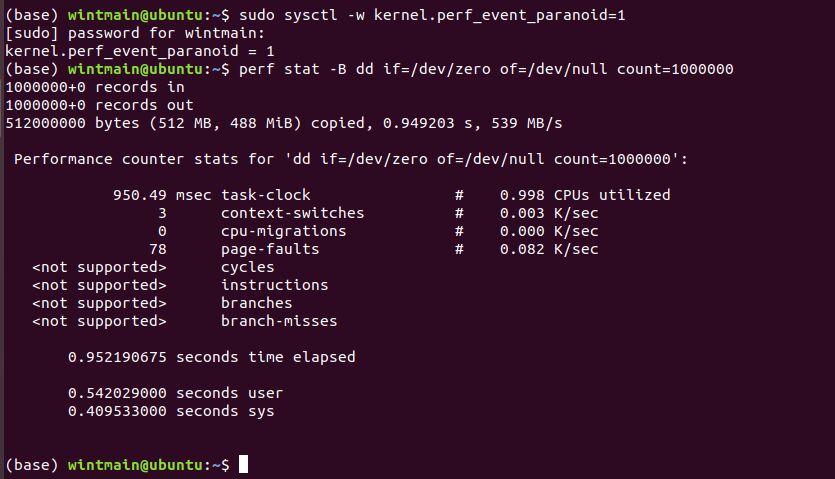 (base) wintmain@ubuntu:~$ sudo sysctl -w kernel.perf_event_paranoid=1
[sudo] password for wintmain:
kernel.perf_event_paranoid = 1
(base) wintmain@ubuntu:~$ perf stat -B dd if=/dev/zero of=/dev/null count=1000000
1000000+0 records in
1000000+0 records out
512000000 bytes (512 MB, 488 MiB) copied, 0.949203 s, 539 MB/s
Performance counter stats for 'dd if=/dev/zero of=/dev/null count=1000000':
950.49 msec task-clock # 0.998 CPUs utilized
3 context-switches # 0.003 K/sec
0 cpu-migrations # 0.000 K/sec
78 page-faults # 0.082 K/sec
<not supported> cycles
<not supported> instructions
<not supported> branches
<not supported> branch-misses
0.952190675 seconds time elapsed
0.542029000 seconds user
0.409533000 seconds sys
(base) wintmain@ubuntu:~$